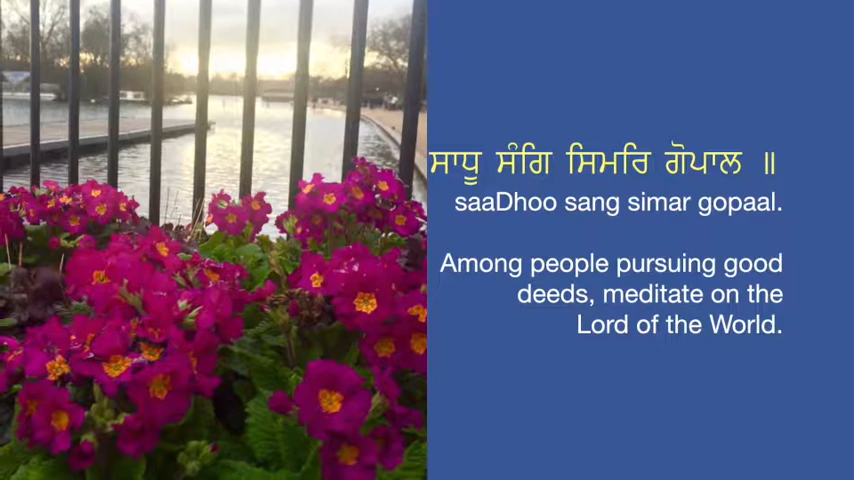 ਸਾਧੂ ਸੰਗਿ ਸਿਮਰਿ ਗੋਪਾਲ ॥
saaDhoo sang simar gopaal.
Among people pursuing good
deeds, meditate on the
Lord of the World.